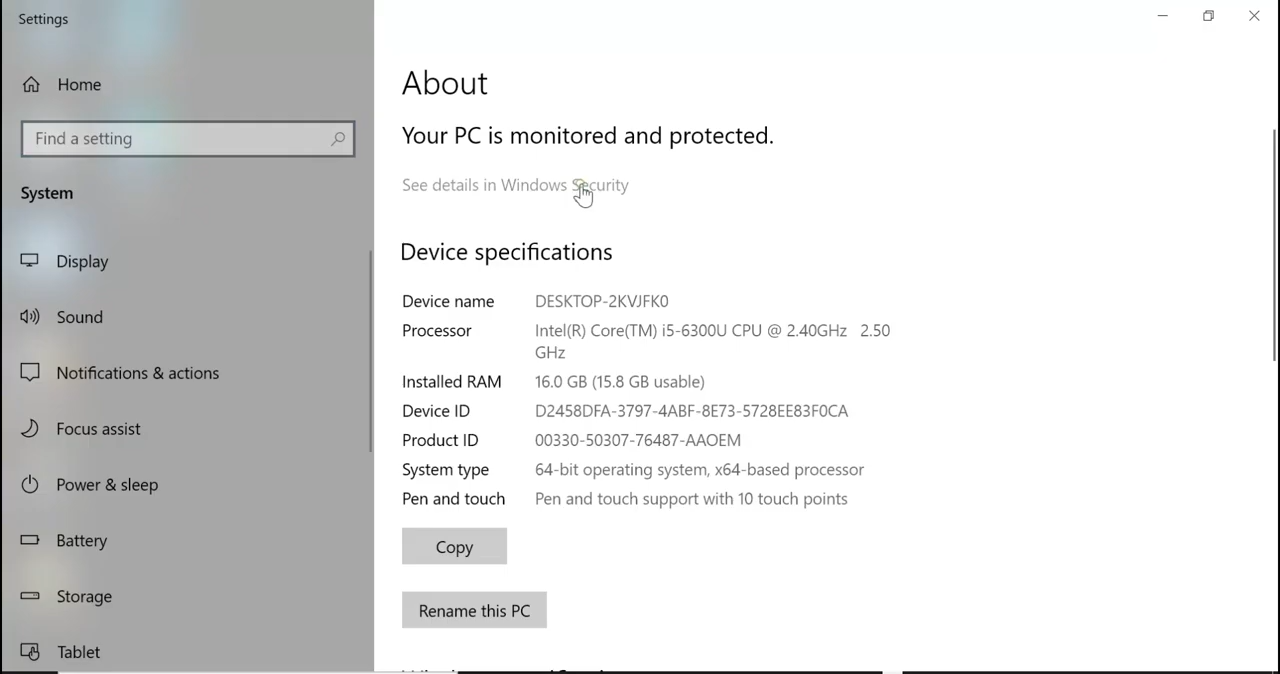 Settings
Home
Find a setting
System
Display
Sound
Notifications & actions
Focus assist
Power & sleep
Battery
Storage
Tablet
About
Your PC is monitored and protected.
See details in Windows Security
Device specifications
Device name DESKTOP-2KVJFK0
Processor Intel(R) Core(TM) i5-6300U CPU @ 2.40GHz 2.50
GHz
Installed RAM 16.0 GB (15.8 GB usable)
Device ID D2458DFA-3797-4ABF-8E73-5728EE83F0CA
Product ID 00330-50307-76487-AAOEM
System type 64-bit operating system, x64-based processor
Pen and touch Pen and touch support with 10 touch points
Copy
Rename this PC